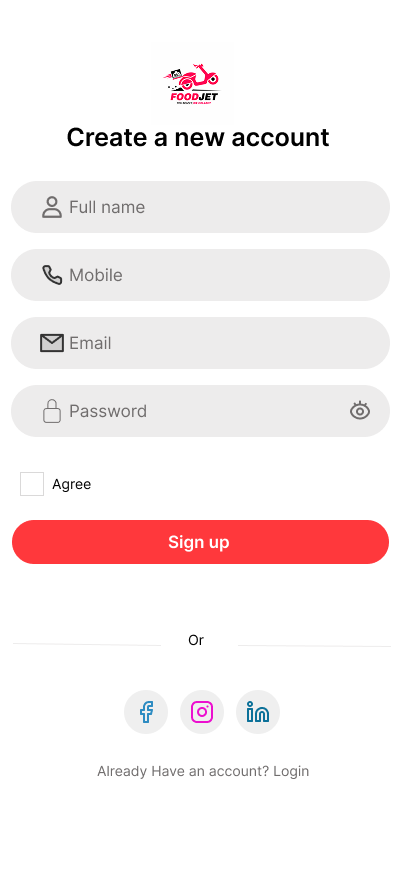 FOODJET
Create a new account
Full name
Mobile
Email
Password
Agree
Sign up
Or
Already Have an account? Login